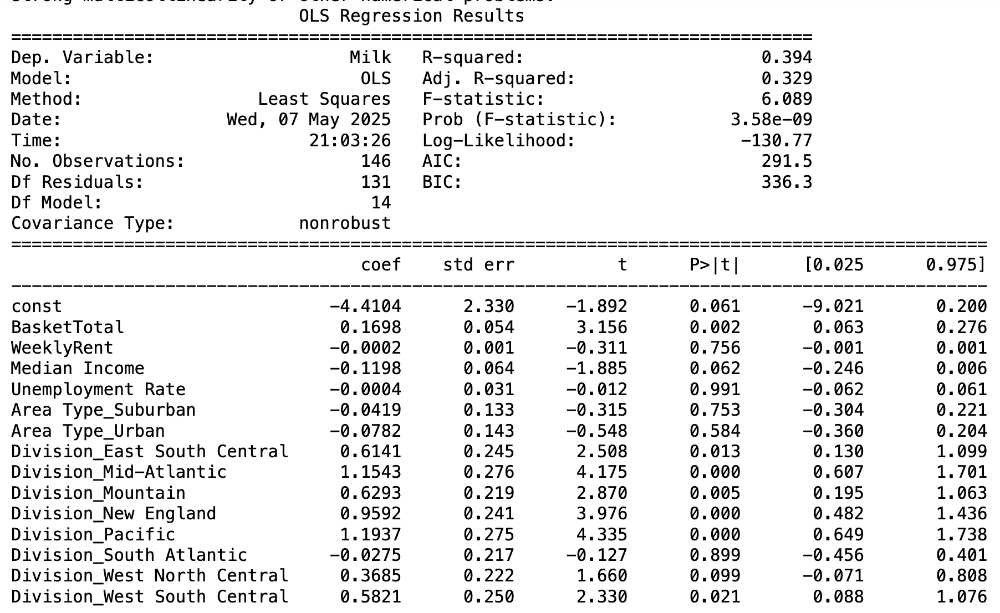 strong multicollinearity or other numerical problems.
OLS Regression Results
==============================================================================
Dep. Variable: Milk R-squared: 0.394
Model: OLS Adj. R-squared: 0.329
Method: Least Squares F-statistic: 6.089
Date: Wed, 07 May 2025 Prob (F-statistic): 3.58e-09
Time: 21:03:26 Log-Likelihood: -130.77
No. Observations: 146 AIC: 291.5
Df Residuals: 131 BIC: 336.3
Df Model: 14
Covariance Type: nonrobust
===============================================================================================
coef std err t P>|t| [0.025 0.975]
-----------------------------------------------------------------------------------------------
const -4.4104 2.330 -1.892 0.061 -9.021 0.200
BasketTotal 0.1698 0.054 3.156 0.002 0.063 0.276
WeeklyRent -0.0002 0.001 -0.311 0.756 -0.001 0.001
Median Income -0.1198 0.064 -1.885 0.062 -0.246 0.006
Unemployment Rate -0.0004 0.031 -0.012 0.991 -0.062 0.061
Area Type_Suburban -0.0419 0.133 -0.315 0.753 -0.304 0.221
Area Type_Urban -0.0782 0.143 -0.548 0.584 -0.360 0.204
Division_East South Central 0.6141 0.245 2.508 0.013 0.130 1.099
Division_Mid-Atlantic 1.1543 0.276 4.175 0.000 0.607 1.701
Division_Mountain 0.6293 0.219 2.870 0.005 0.195 1.063
Division_New England 0.9592 0.241 3.976 0.000 0.482 1.436
Division_Pacific 1.1937 0.275 4.335 0.000 0.649 1.738
Division_South Atlantic -0.0275 0.217 -0.127 0.899 -0.456 0.401
Division_West North Central 0.3685 0.222 1.660 0.099 -0.071 0.808
Division_West South Central 0.5821 0.250 2.330 0.021 0.088 1.076